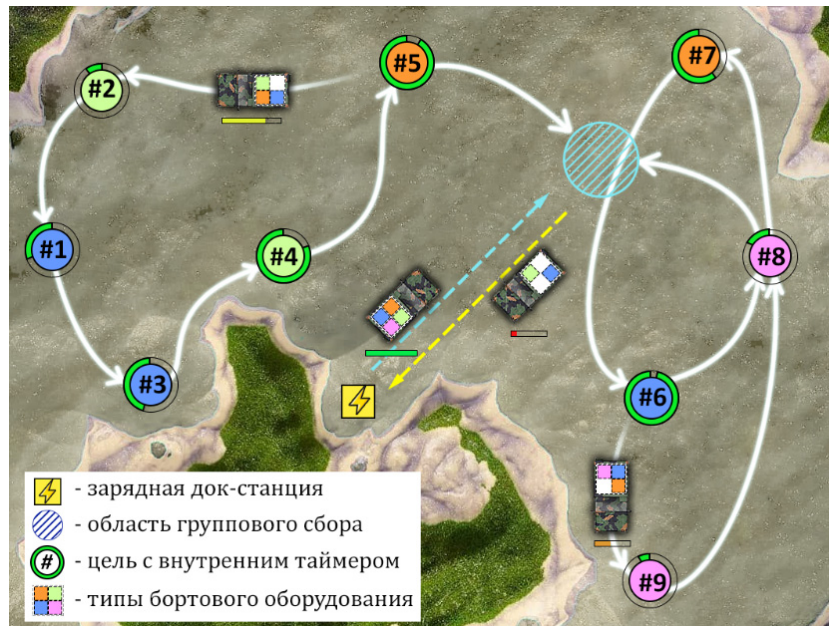 #7
#5
#2
#1
#4
#8
#3
#6
#9
- зарядная док-станция
- область группового сбора
# - цель с внутренним таймером
- типы бортового оборудования